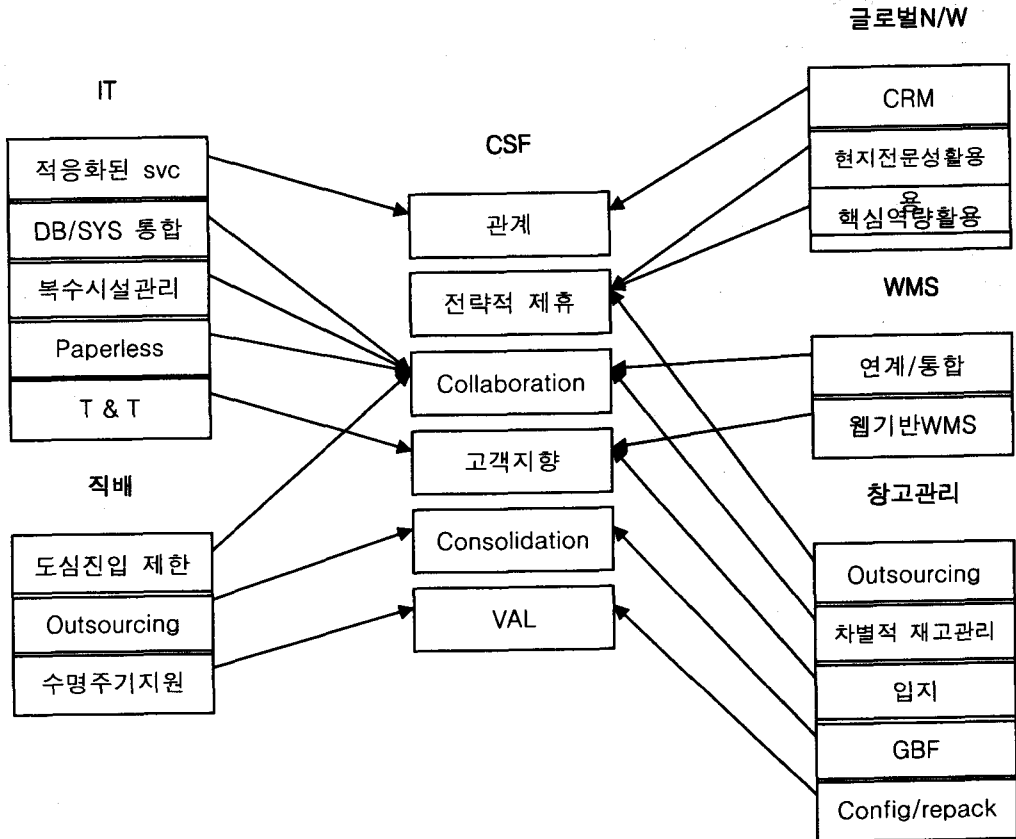 글로벌N/W
CRM
현지전문성활용
용
핵심역량활용
IT
적응화된 svc
DB/SYS 통합
복수시설관리
Paperless
T & T
CSF
관계
전략적 제휴
Collaboration
고객지향
Consolidation
VAL
WMS
연계/통합
웹기반WMS
직배
도심진입 제한
Outsourcing
수명주기지원
창고관리
Outsourcing
차별적 재고관리
입지
GBF
Config/repack